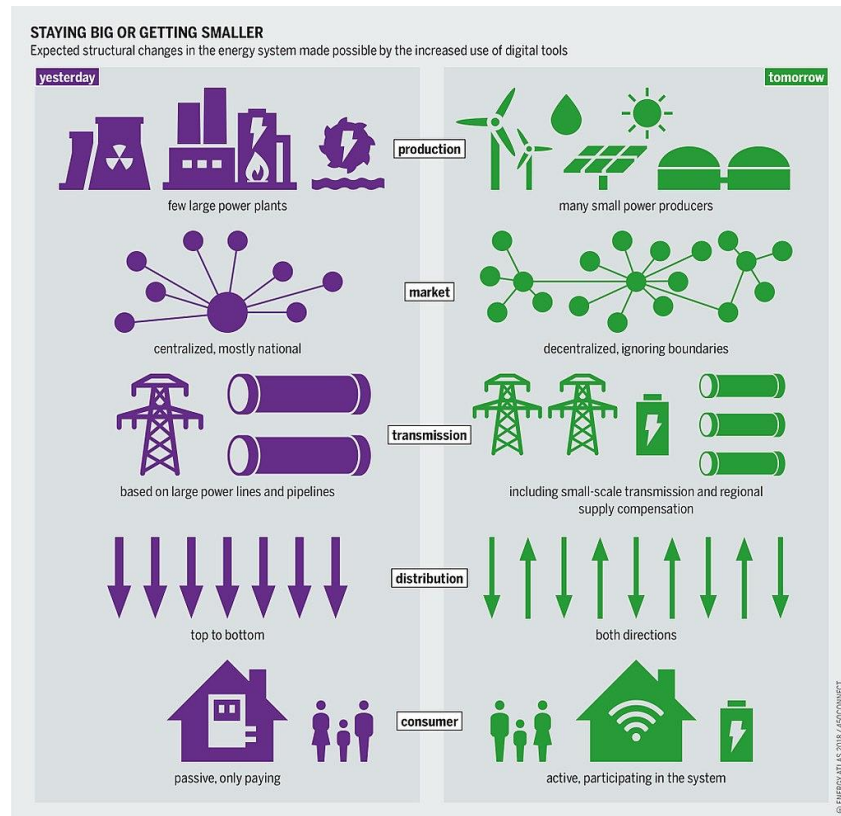 STAYING BIG OR GETTING SMALLER
Expected structural changes in the energy system made possible by the increased use of digital tools
yesterday
tomorrow
production
few large power plants
many small power producers
market
centralized, mostly national
decentralized, ignoring boundaries
transmission
based on large power lines and pipelines
including small-scale transmission and regional
supply compensation
distribution
top to bottom
both directions
consumer
passive, only paying
active, participating in the system
© ENERGY ATLAS 2018 / 450CONNECT